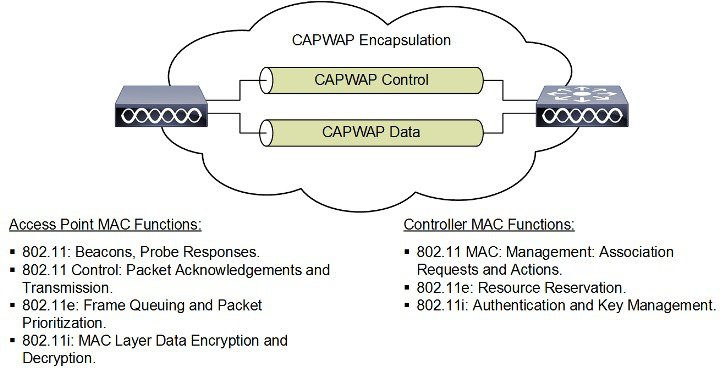 CAPWAP Encapsulation
CAPWAP Control
CAPWAP Data
Access Point MAC Functions:
▪ 802.11: Beacons, Probe Responses.
▪ 802.11 Control: Packet Acknowledgements and
Transmission.
▪ 802.11e: Frame Queuing and Packet
Prioritization.
▪ 802.11i: MAC Layer Data Encryption and
Decryption.
Controller MAC Functions:
▪ 802.11 MAC: Management: Association
Requests and Actions.
▪ 802.11e: Resource Reservation.
▪ 802.11i: Authentication and Key Management.